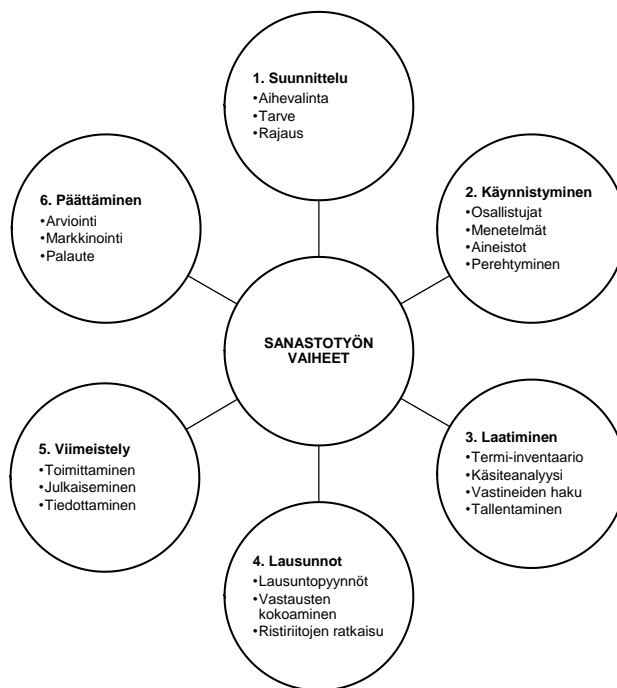 1. Suunnittelu
•Aihevalinta
•Tarve
•Rajaus
2. Käynnistyminen
•Osallistujat
•Menetelmät
•Aineistot
•Perehtyminen
3. Laatiminen
•Termi-inventaario
•Käsiteanalyysi
•Vastineiden haku
•Tallentaminen
4. Lausunnot
•Lausuntopyynnöt
•Vastausten
kokoaminen
•Ristiriitojen ratkaisu
5. Viimeistely
•Toimittaminen
•Julkaiseminen
•Tiedottaminen
6. Päättäminen
•Arviointi
•Markkinointi
•Palaute
SANASTOTYÖN
VAIHEET